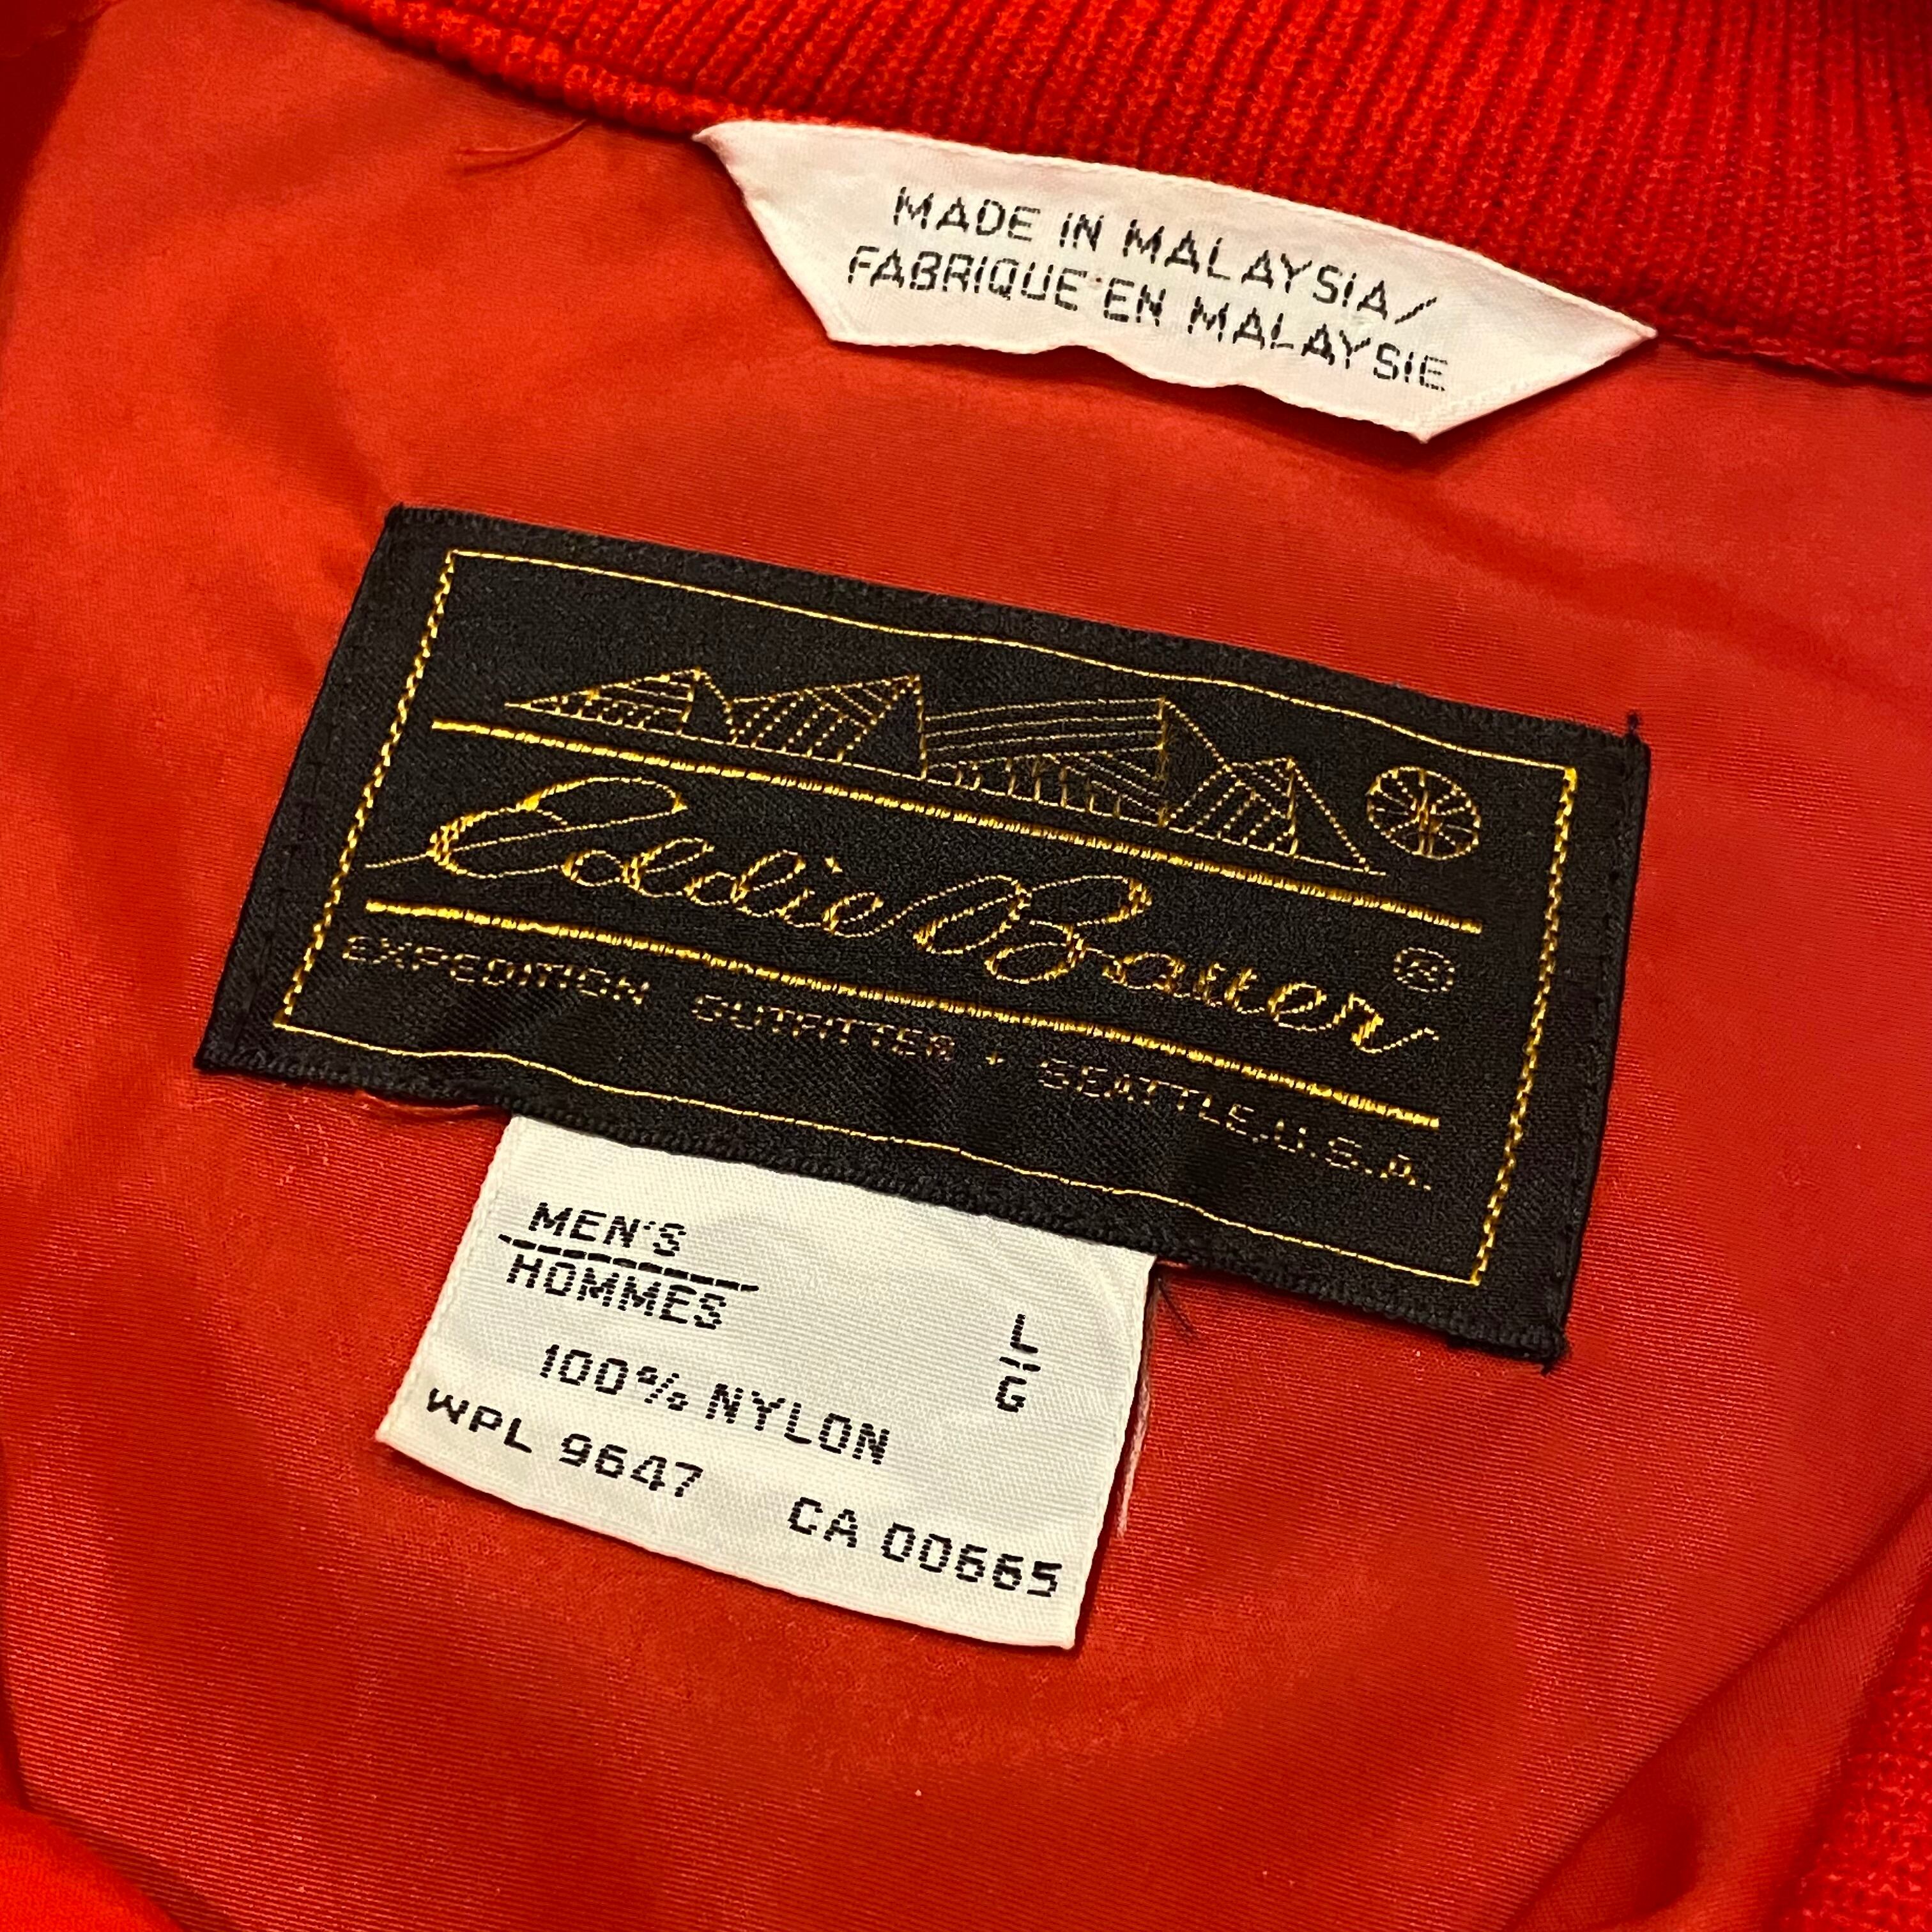 MADE IN MALAYSIA/
FABRIQUE EN MALAYSIE
Eddie Bauer ®
EXPEDITION OUTFITTER • SEATTLE, U.S.A.
MEN'S
HOMMES
L
G
100% NYLON
WPL 9647 CA 00665